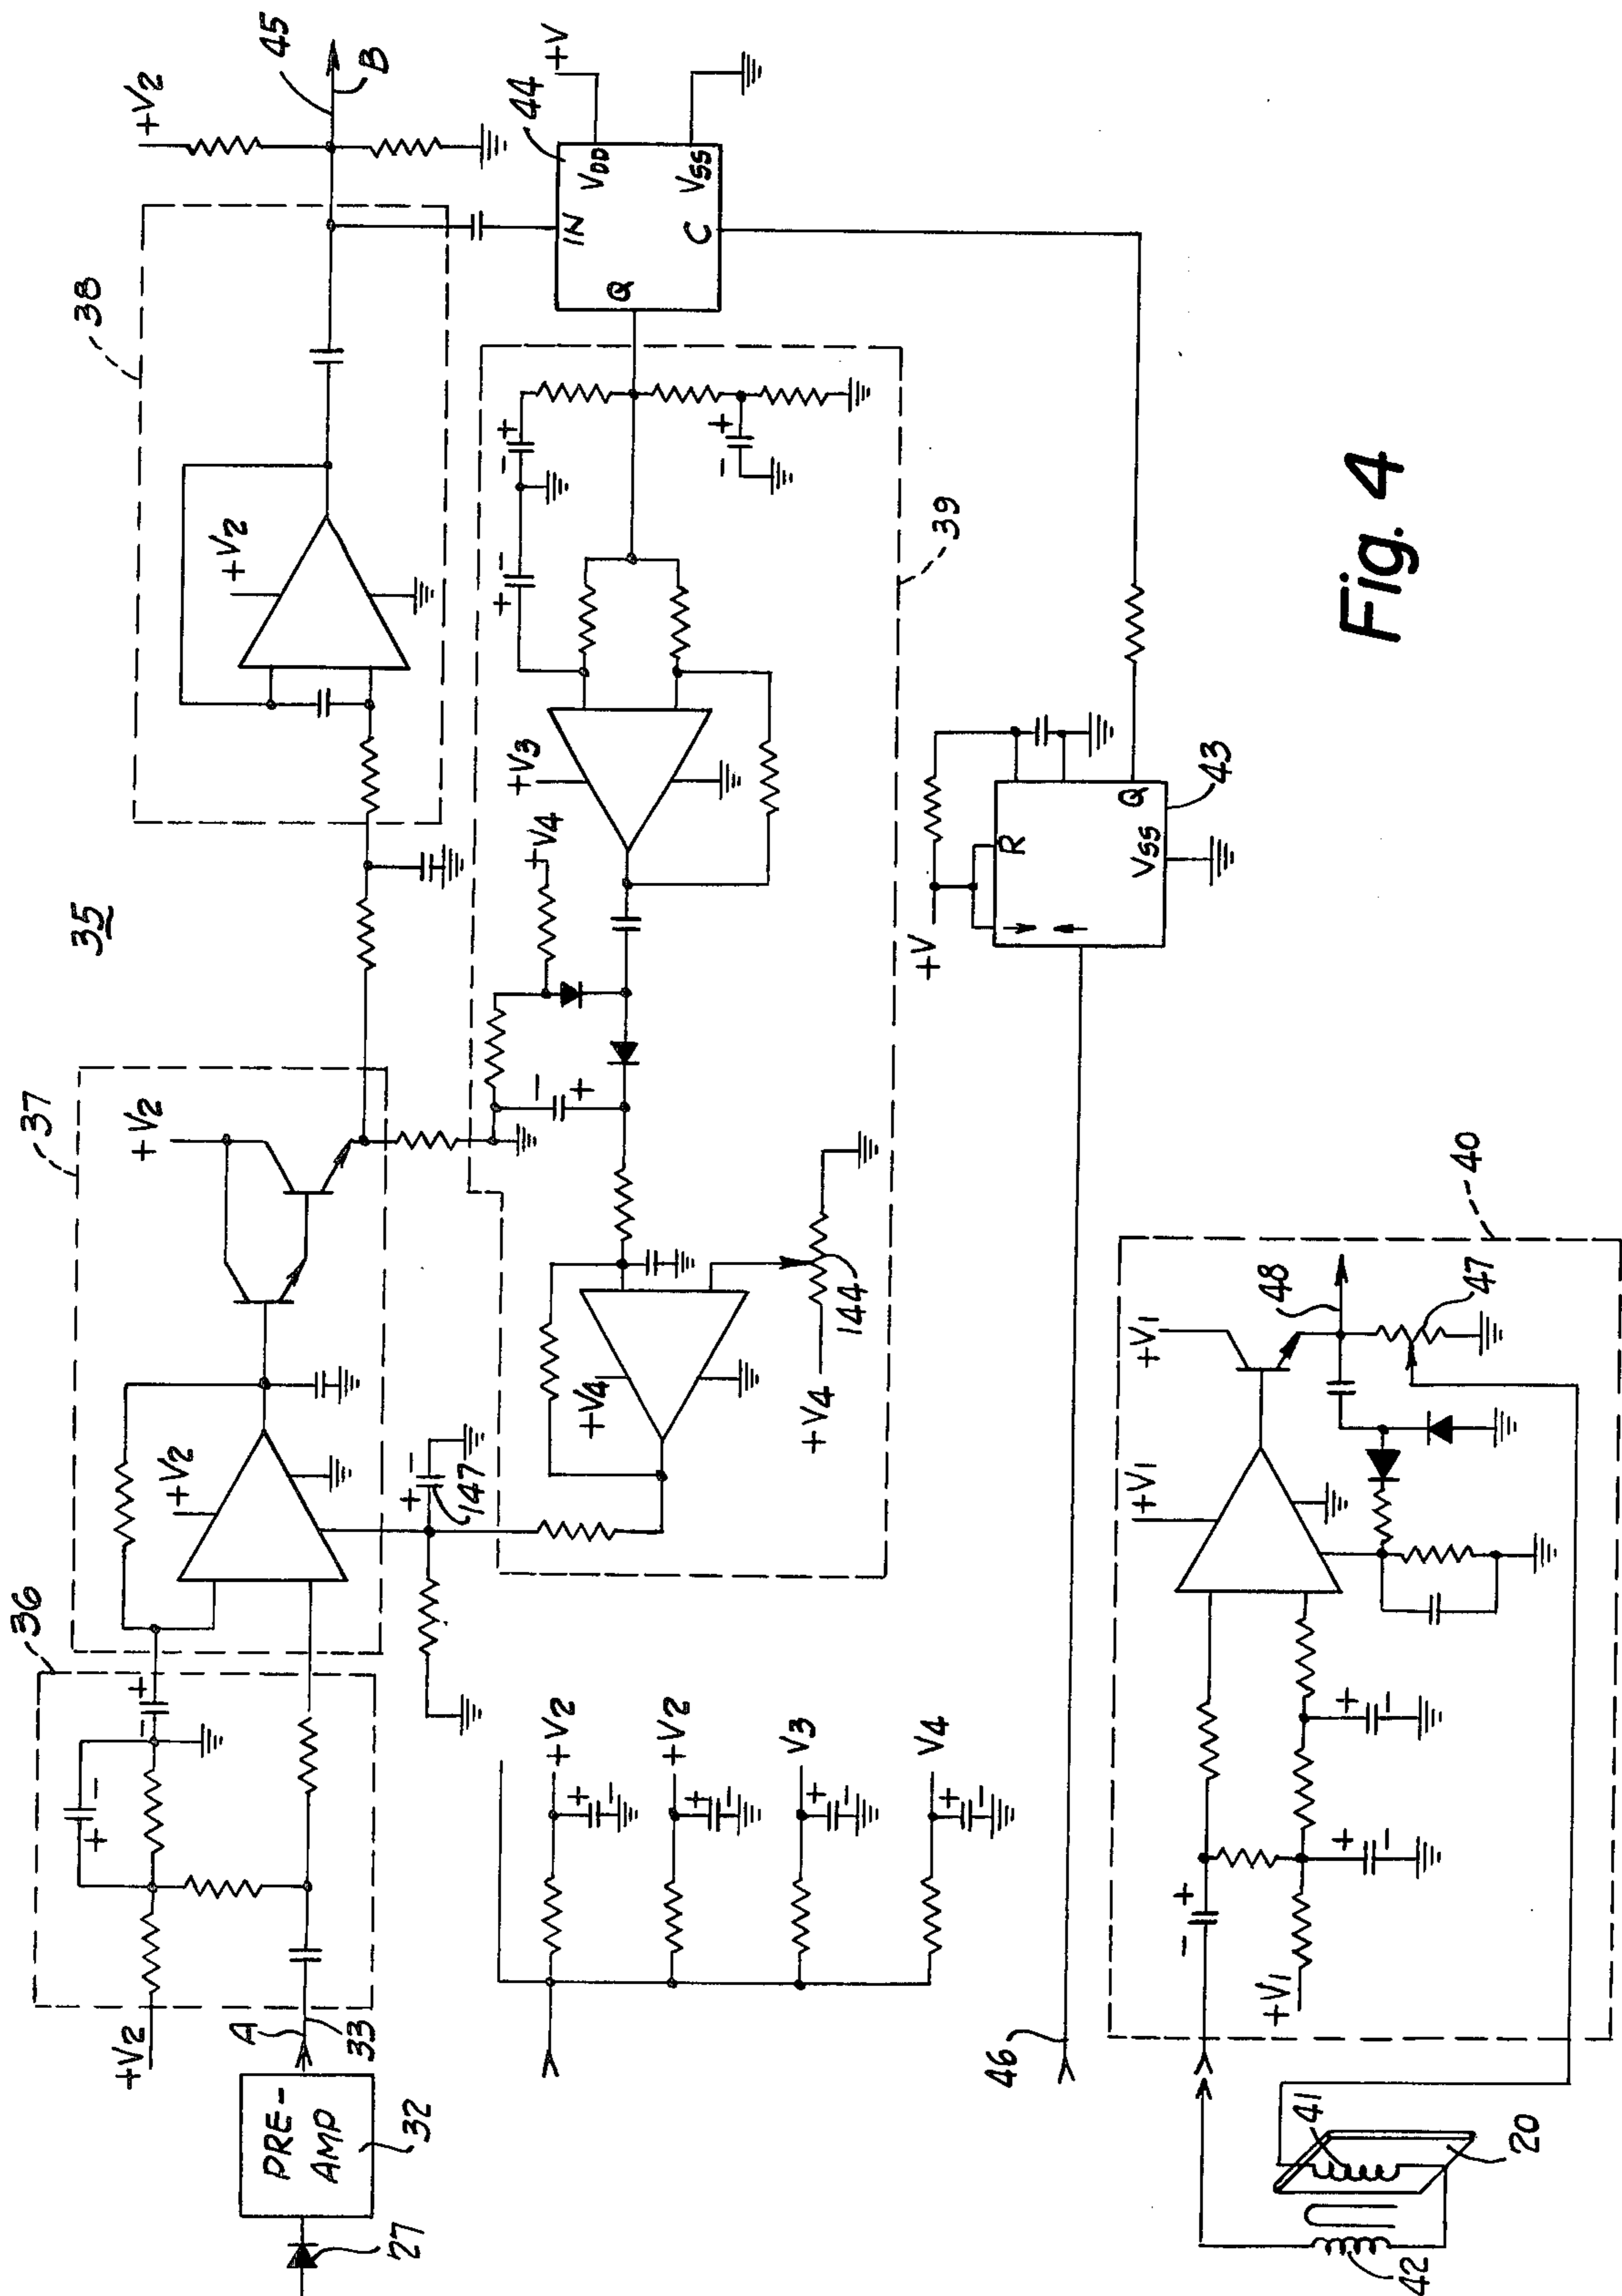 35
36
37
38
45
+V2
B
+V2
+V2
+V2
+V2
A
33
PRE-
AMP
32
27
+
-
-
+
+
-
147
+V4
+V4
144
-
+
+V4
+V3
+
-
-
+
+
-
39
Q
IN
VDD
VSS
C
44
+V
+V2
+
-
+V2
+
-
V3
+
-
V4
+
-
46
+V
R
VSS
Q
43
40
+V1
+V1
48
47
-
+
+V1
+
-
+
-
41
42
20
Fig. 4